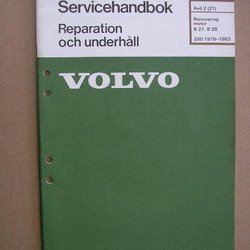 Servicehandbok
Reparation
och underhåll
Avd 2 (21)
Renovering
motor
B 27, B 28
260 1975–1983
VOLVO